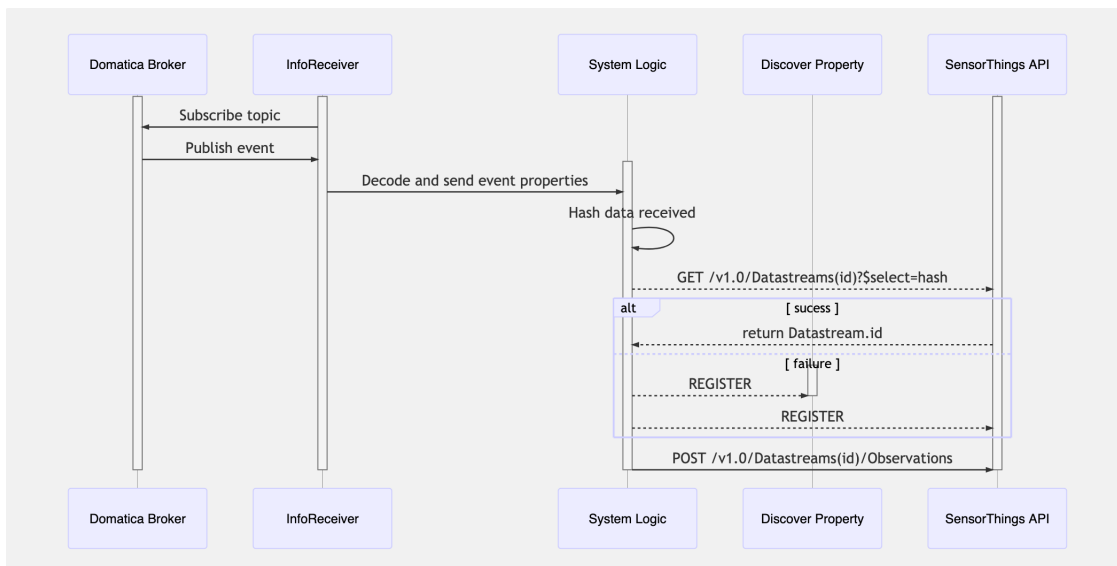 Domatica Broker
InfoReceiver
System Logic
Discover Property
SensorThings API
Subscribe topic
Publish event
Decode and send event properties
Hash data received
GET /v1.0/Datastreams(id)?$select=hash
alt
[ sucess ]
return Datastream.id
[ failure ]
REGISTER
REGISTER
POST /v1.0/Datastreams(id)/Observations
Domatica Broker
InfoReceiver
System Logic
Discover Property
SensorThings API